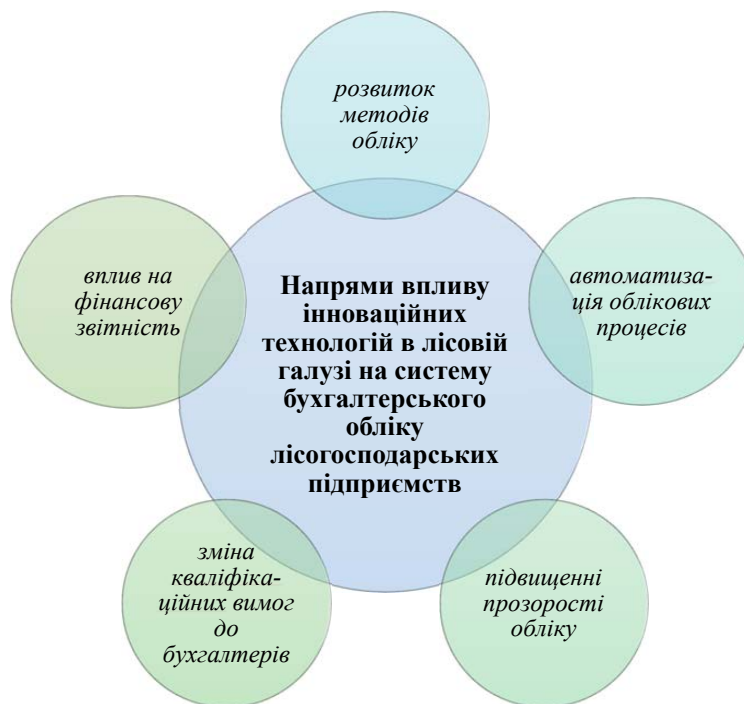 розвиток
методів
обліку
вплив на
фінансову
звітність
Напрями впливу
інноваційних
технологій в лісовій
галузі на систему
бухгалтерського
обліку
лісогосподарських
підприємств
автоматиза-
ція облікових
процесів
зміна
кваліфіка-
ційних вимог
до
бухгалтерів
підвищенні
прозорості
обліку